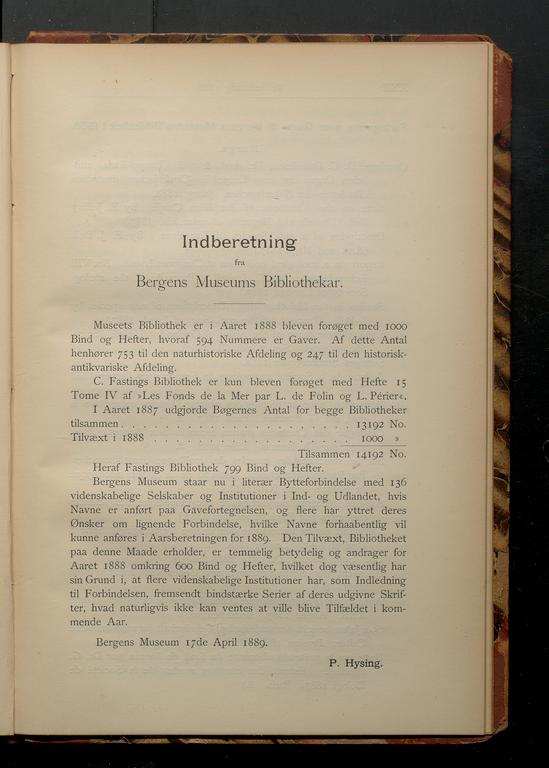 Indberetning
fra
Bergens Museums Bibliothekar.
Museets Bibliothek er i Aaret 1888 bleven forøget med 1000
Bind og Hefter, hvoraf 594 Nummere er Gaver. Af dette Antal
henhører 753 til den naturhistoriske Afdeling og 247 til den historisk-
antikvariske Afdeling.
C. Fastings Bibliothek er kun bleven forøget med Hefte 15
Tome IV af »Les Fonds de la Mer par L. de Folin og L. Périer«.
I Aaret 1887 udgjorde Bøgernes Antal for begge Bibliotheker
tilsammen . . . . . . . . . . . . . . . . . . . . 13192 No.
Tilvæxt i 1888 . . . . . . . . . . . . . . . . . . 1000 »
Tilsammen 14192 No.
Heraf Fastings Bibliothek 799 Bind og Hefter.
Bergens Museum staar nu i literær Bytteforbindelse med 136
videnskabelige Selskaber og Institutioner i Ind- og Udlandet, hvis
Navne er anført paa Gavefortegnelsen, og flere har yttret deres
Ønsker om lignende Forbindelse, hvilke Navne forhaabentlig vil
kunne anføres i Aarsberetningen for 1889. Den Tilvæxt, Bibliotheket
paa denne Maade erholder, er temmelig betydelig og andrager for
Aaret 1888 omkring 600 Bind og Hefter, hvilket dog væsentlig har
sin Grund i, at flere videnskabelige Institutioner har, som Indledning
til Forbindelsen, fremsendt bindstærke Serier af deres udgivne Skrif-
ter, hvad naturligvis ikke kan ventes at ville blive Tilfældet i kom-
mende Aar.
Bergens Museum 17de April 1889.
P. Hysing.